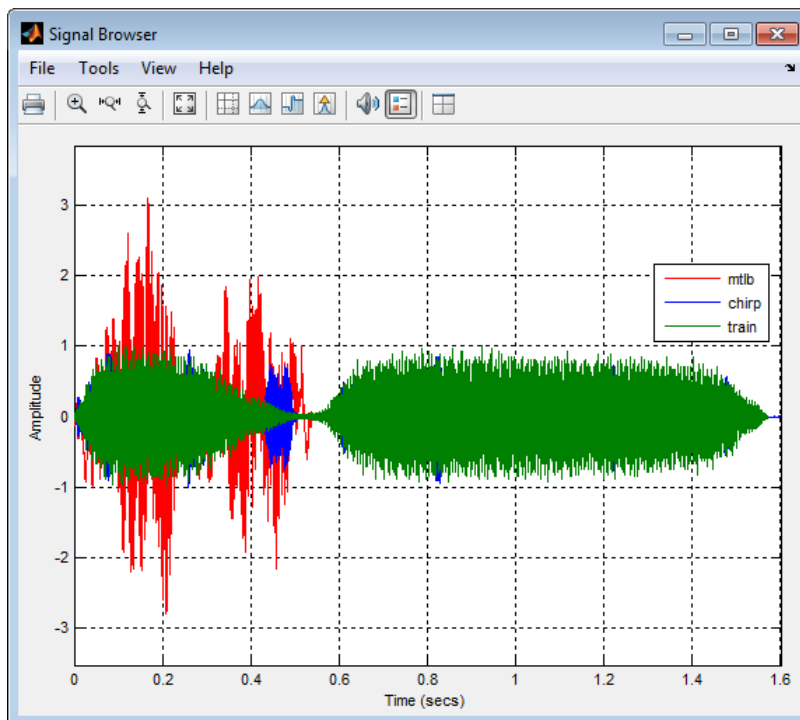 Signal Browser
File Tools View Help
3
2
1
0
-1
-2
-3
Amplitude
mtlb
chirp
train
0 0.2 0.4 0.6 0.8 1 1.2 1.4 1.6
Time (secs)